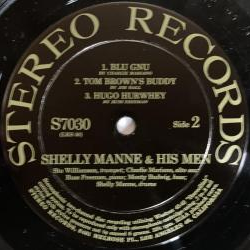 STEREO RECORDS
1. BLU GNU
BY CHARLIE MARIANO
2. TOM BROWN'S BUDDY
BY JOE HALL
3. HUGO HURWHEY
BY RUSS FREEMAN
S7030
Side 2
SHELLY MANNE & HIS MEN
Stu Williamson, trumpet; Charlie Mariano, alto sax;
Russ Freeman, piano; Monty Budwig, bass;
Shelly Manne, drums